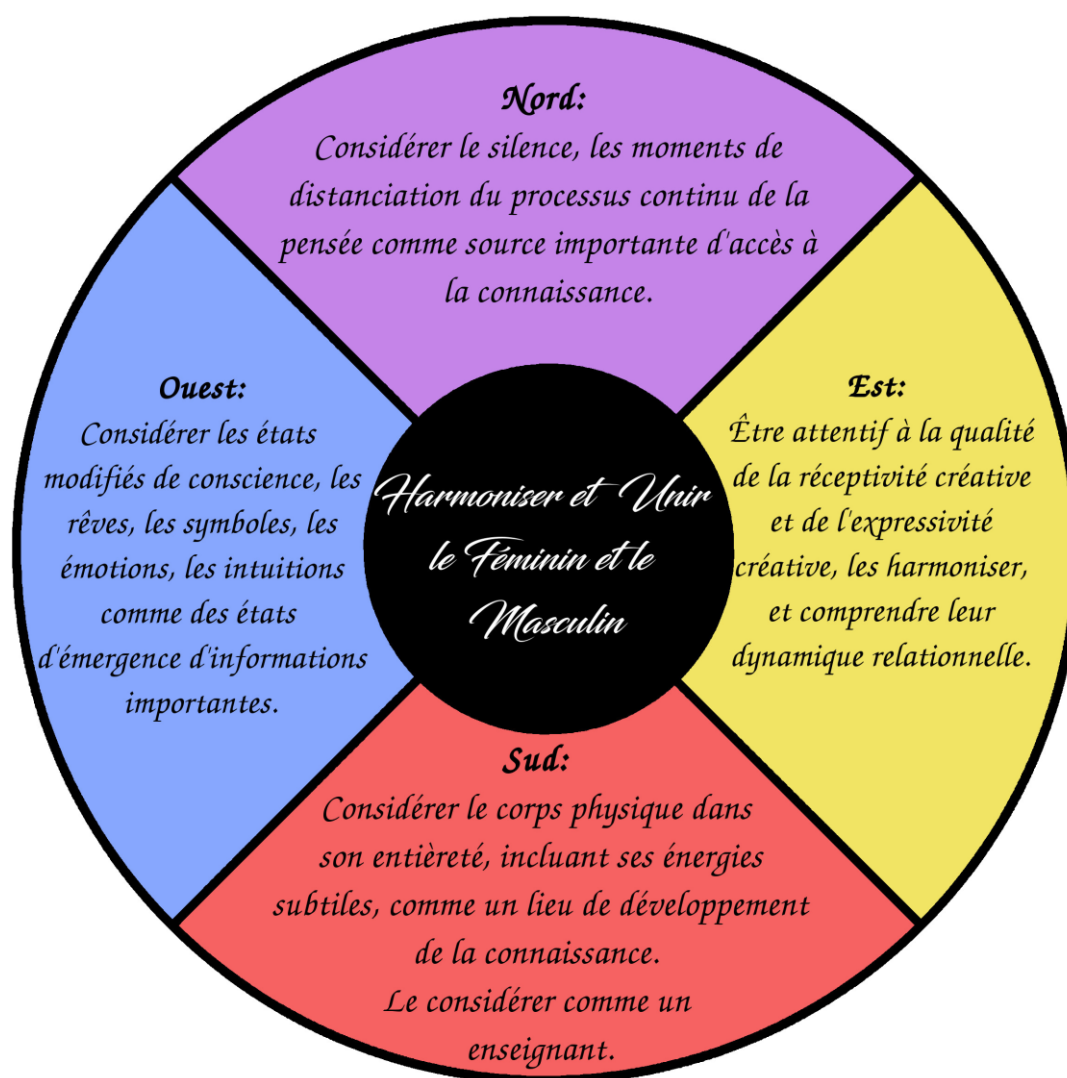 Nord:
Considérer le silence, les moments de
distanciation du processus continu de la
pensée comme source importante d'accès à
la connaissance.
Ouest:
Considérer les états
modifiés de conscience, les
rêves, les symboles, les
émotions, les intuitions
comme des états
d'émergence d'informations
importantes.
Harmoniser et Unir
le Féminin et le
Masculin
Est:
Être attentif à la qualité
de la réceptivité créative
et de l'expressivité
créative, les harmoniser,
et comprendre leur
dynamique relationnelle.
Sud:
Considérer le corps physique dans
son entièreté, incluant ses énergies
subtiles, comme un lieu de développement
de la connaissance.
Le considérer comme un
enseignant.